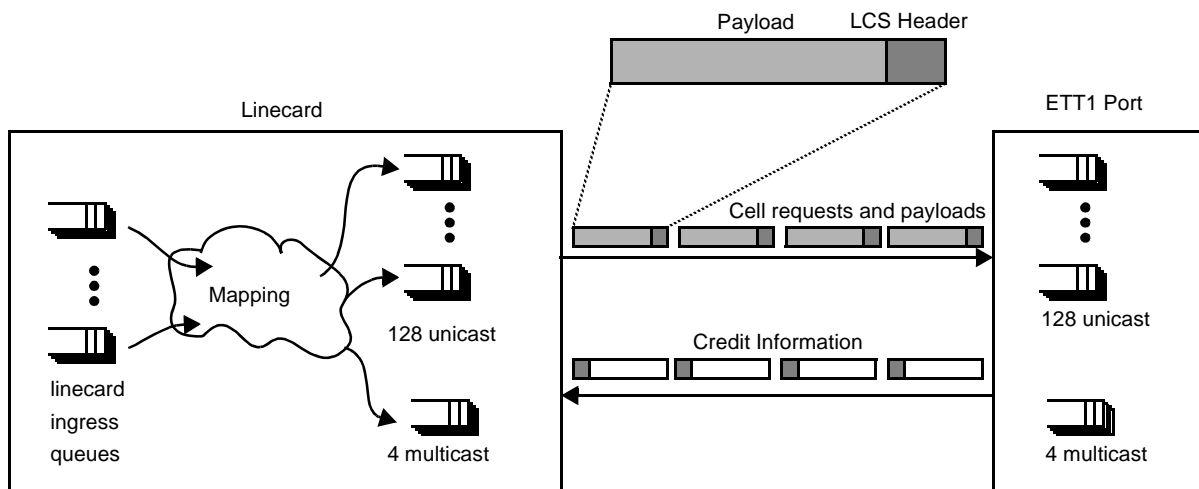 Payload
LCS Header
Linecard
ETT1 Port
Cell requests and payloads
Mapping
128 unicast
128 unicast
Credit Information
linecard
ingress
queues
4 multicast
4 multicast